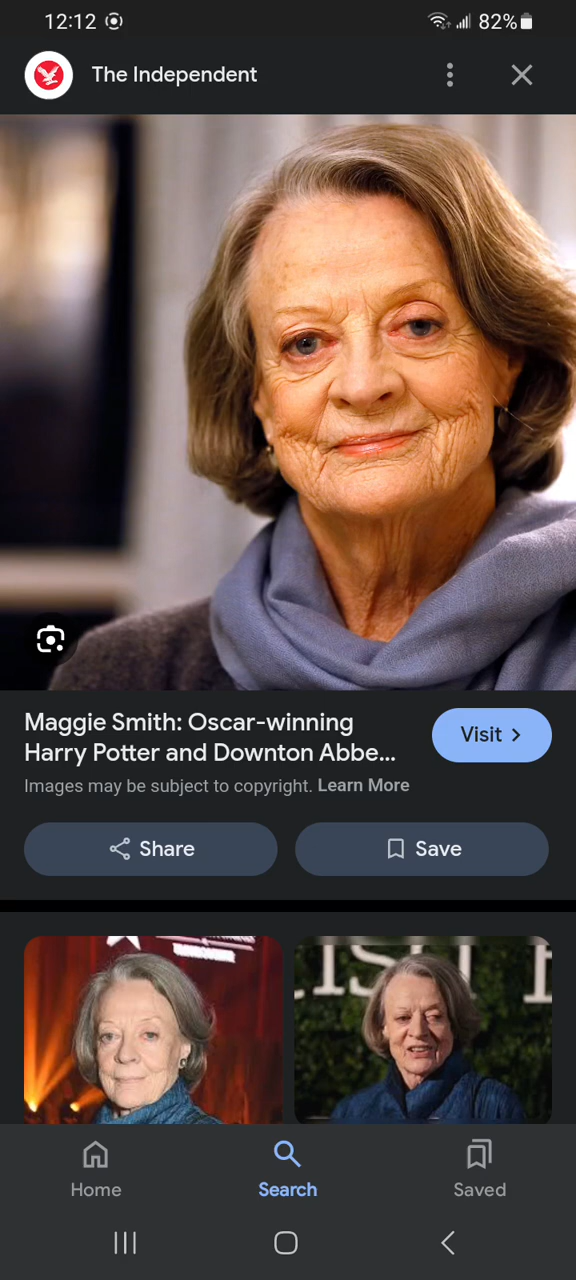 12:12
82%
The Independent
Maggie Smith: Oscar-winning
Harry Potter and Downton Abbe...
Visit
Images may be subject to copyright. Learn More
Share
Save
Home
Search
Saved